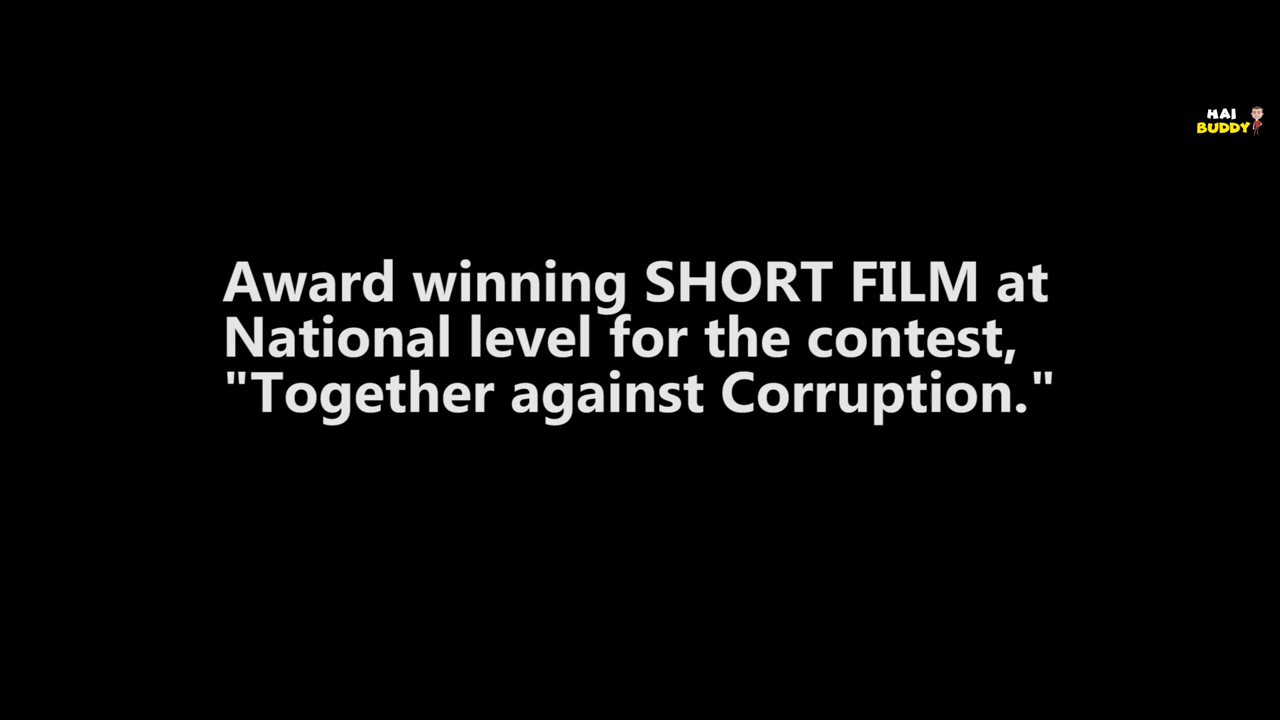 HAI
BUDDY
Award winning SHORT FILM at
National level for the contest,
"Together against Corruption."